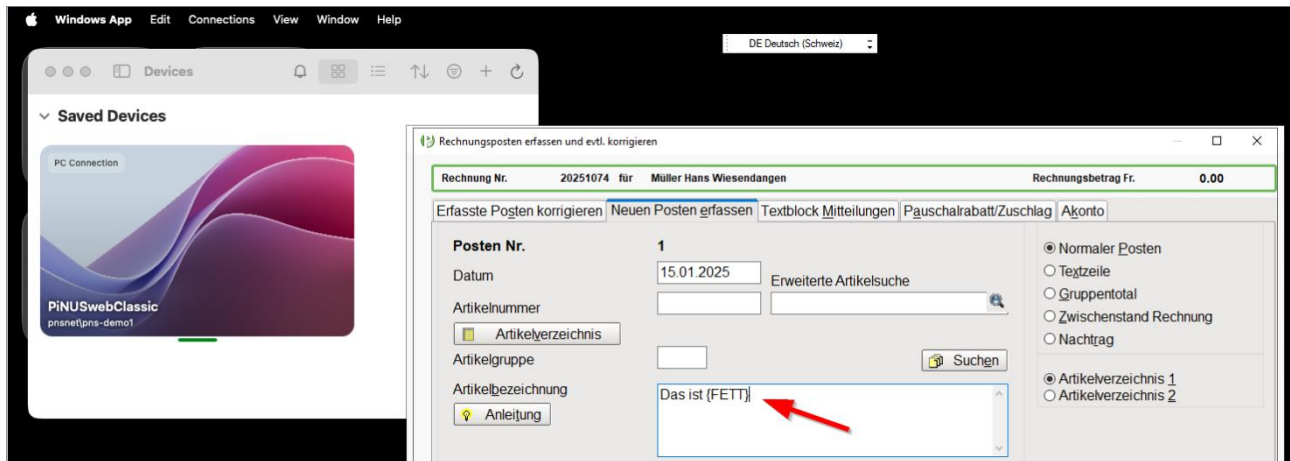 Windows App Edit Connections View Window Help
DE Deutsch (Schweiz)
Devices
Saved Devices
PC Connection
PiNUSwebClassic
pnsnet\pns-demo1
Rechnungsposten erfassen und evtl. korrigieren
Rechnung Nr. 20251074 für Müller Hans Wiesendangen Rechnungsbetrag Fr. 0.00
Erfasste Posten korrigieren Neuen Posten erfassen Textblock Mitteilungen Pauschalrabatt/Zuschlag Akonto
Posten Nr. 1
Datum 15.01.2025 Erweiterte Artikelsuche
Artikelnummer
Artikelverzeichnis
Artikelgruppe Suchen
Artikelbezeichnung Das ist {FETT}
Anleitung
Normaler Posten
Textzeile
Gruppentotal
Zwischenstand Rechnung
Nachtrag
Artikelverzeichnis 1
Artikelverzeichnis 2